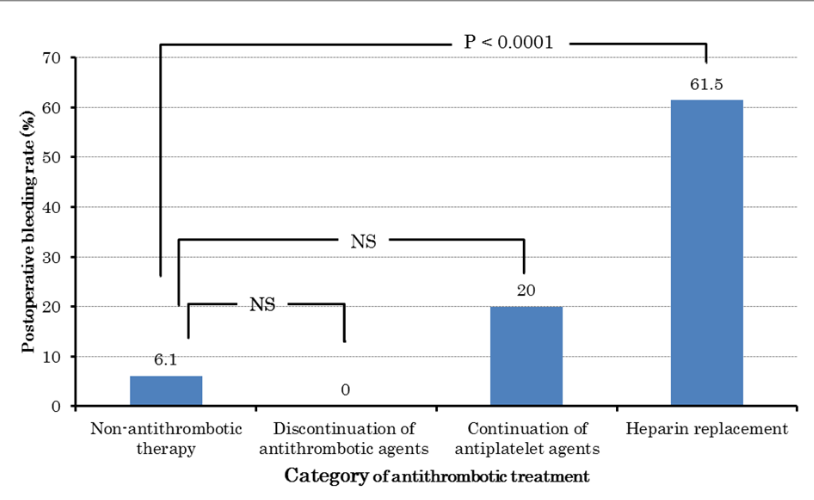 P < 0.0001
70
61.5
60
50
40
NS
30
20
20
NS
10
6.1
0
0
Postoperative bleeding rate (%)
Non-antithrombotic
therapy
Discontinuation of
antithrombotic agents
Continuation of
antiplatelet agents
Heparin replacement
Category of antithrombotic treatment